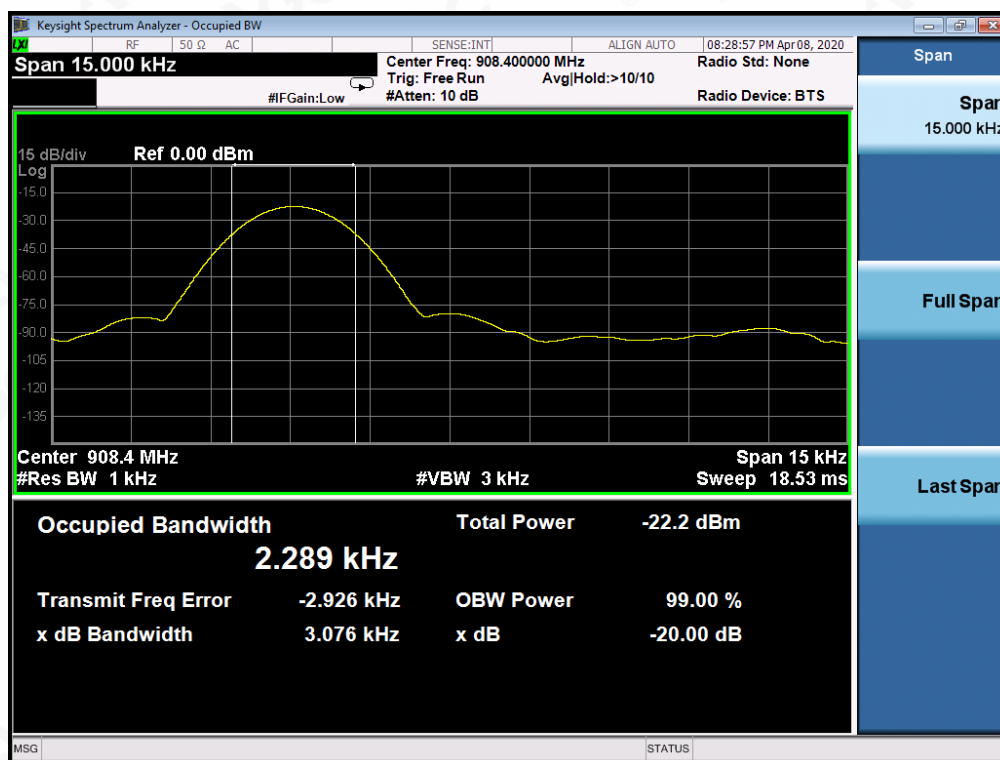 Keysight Spectrum Analyzer - Occupied BW
LXI RF 50 Ω AC SENSE:INT ALIGN AUTO 08:28:57 PM Apr 08, 2020
Span 15.000 kHz
Center Freq: 908.400000 MHz Radio Std: None
Trig: Free Run Avg|Hold:>10/10
#IFGain:Low #Atten: 10 dB Radio Device: BTS
15 dB/div Ref 0.00 dBm
Log
-15.0
-30.0
-45.0
-60.0
-75.0
-90.0
-105
-120
-135
Center 908.4 MHz Span 15 kHz
#Res BW 1 kHz #VBW 3 kHz Sweep 18.53 ms
Occupied Bandwidth Total Power -22.2 dBm
2.289 kHz
Transmit Freq Error -2.926 kHz OBW Power 99.00 %
x dB Bandwidth 3.076 kHz x dB -20.00 dB
MSG STATUS
Span
Span
15.000 kHz
Full Span
Last Span